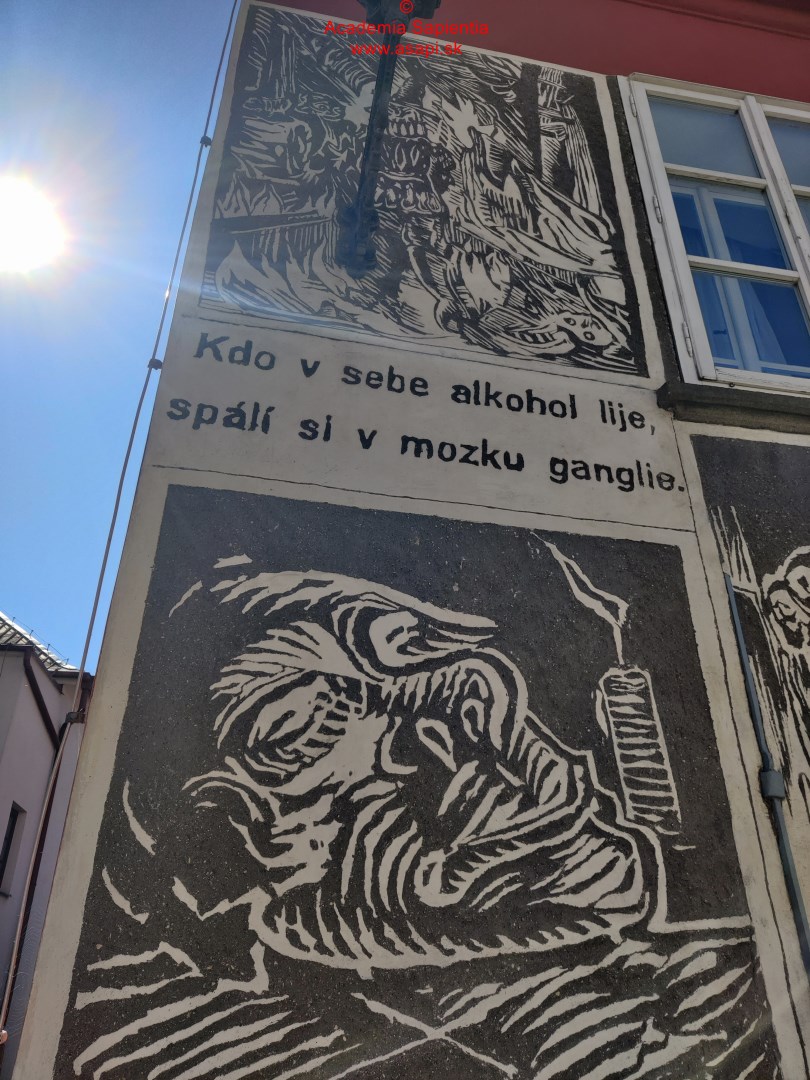 ©
Academia Sapientia
www.asapi.sk
Kdo v sebe alkohol lije,
spálí si v mozku ganglie.